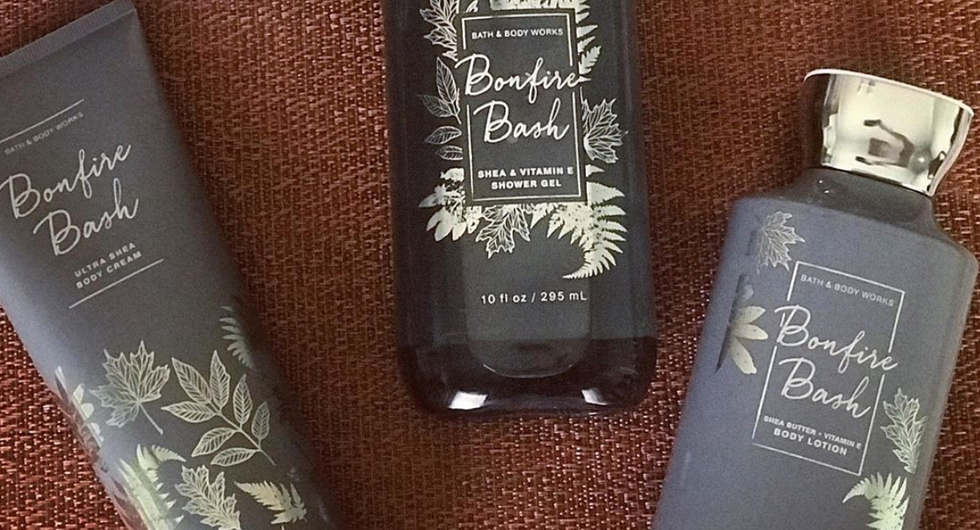 BATH & BODY WORKS
Bonfire
Bash
ULTRA SHEA
BODY CREAM
BATH & BODY WORKS
Bonfire
Bash
SHEA & VITAMIN E
SHOWER GEL
10 fl oz / 295 mL
BATH & BODY WORKS
Bonfire
Bash
SHEA BUTTER • VITAMIN E
BODY LOTION